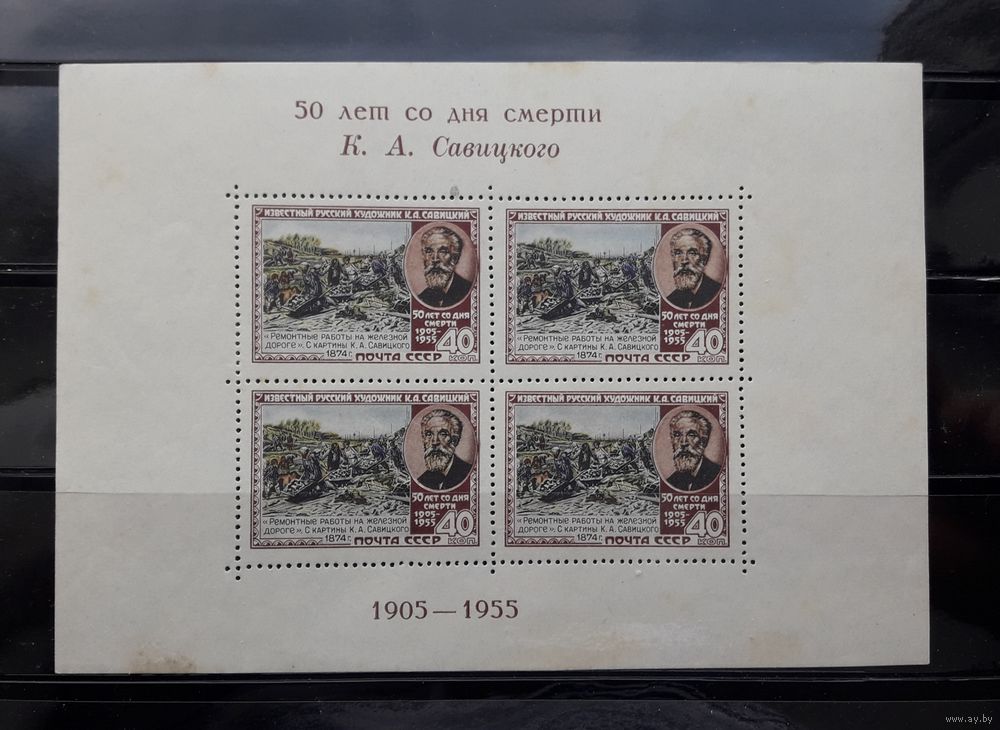 50 лет со дня смерти
К. А. Савицкого
ИЗВЕСТНЫЙ РУССКИЙ ХУДОЖНИК К.А. САВИЦКИЙ
50 ЛЕТ СО ДНЯ
СМЕРТИ
1905-
1955
40
КОП.
«Ремонтные работы на железной
дороге». С картины К. А. Савицкого
1874 г.
ПОЧТА СССР
ИЗВЕСТНЫЙ РУССКИЙ ХУДОЖНИК К.А. САВИЦКИЙ
50 ЛЕТ СО ДНЯ
СМЕРТИ
1905-
1955
40
КОП.
«Ремонтные работы на железной
дороге». С картины К. А. Савицкого
1874 г.
ПОЧТА СССР
ИЗВЕСТНЫЙ РУССКИЙ ХУДОЖНИК К.А. САВИЦКИЙ
50 ЛЕТ СО ДНЯ
СМЕРТИ
1905-
1955
40
КОП.
«Ремонтные работы на железной
дороге». С картины К. А. Савицкого
1874 г.
ПОЧТА СССР
ИЗВЕСТНЫЙ РУССКИЙ ХУДОЖНИК К.А. САВИЦКИЙ
50 ЛЕТ СО ДНЯ
СМЕРТИ
1905-
1955
40
КОП.
«Ремонтные работы на железной
дороге». С картины К. А. Савицкого
1874 г.
ПОЧТА СССР
1905—1955
www.ay.by